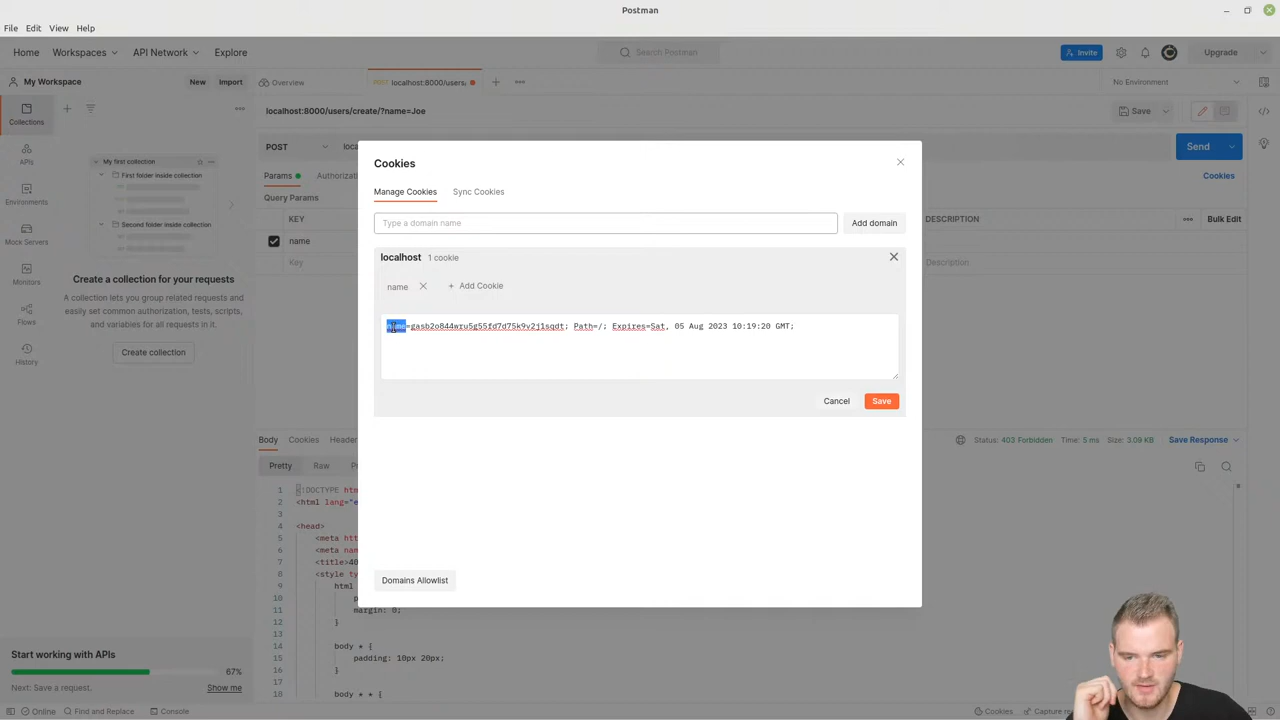 Postman
File Edit View Help
Home Workspaces API Network Explore Search Postman Invite Upgrade
My Workspace New Import Overview POST localhost:8000/users/ No Environment
Collections
APIs
Environments
Mock Servers
Monitors
Flows
History
My first collection
First folder inside collection
Second folder inside collection
Create a collection for your requests
A collection lets you group related requests
and easily set common authorization, tests,
scripts, and variables for all requests in it.
Create collection
Start working with APIs
67%
Next: Save a request. Show me
localhost:8000/users/create/?name=Joe Save
POST Send
Params Cookies
Query Params
KEY DESCRIPTION Bulk Edit
name
Key Description
Cookies
Manage Cookies Sync Cookies
Type a domain name Add domain
localhost 1 cookie
name + Add Cookie
name=gasb2o844wru5g55fd7d75k9v2j1sqdt; Path=/; Expires=Sat, 05 Aug 2023 10:19:20 GMT;
Cancel Save
Domains Allowlist
Body Cookies Status: 403 Forbidden Time: 5 ms Size: 3.09 KB Save Response
Pretty Raw
1 <!DOCTYPE
2 <html
3
4 <head>
5 <meta
6 <meta
7 <title>
8 <style
9 html
10
11 margin: 0;
12 }
13
14 body * {
15 padding: 10px 20px;
16 }
17
18 body * * {
Online Find and Replace Console Cookies